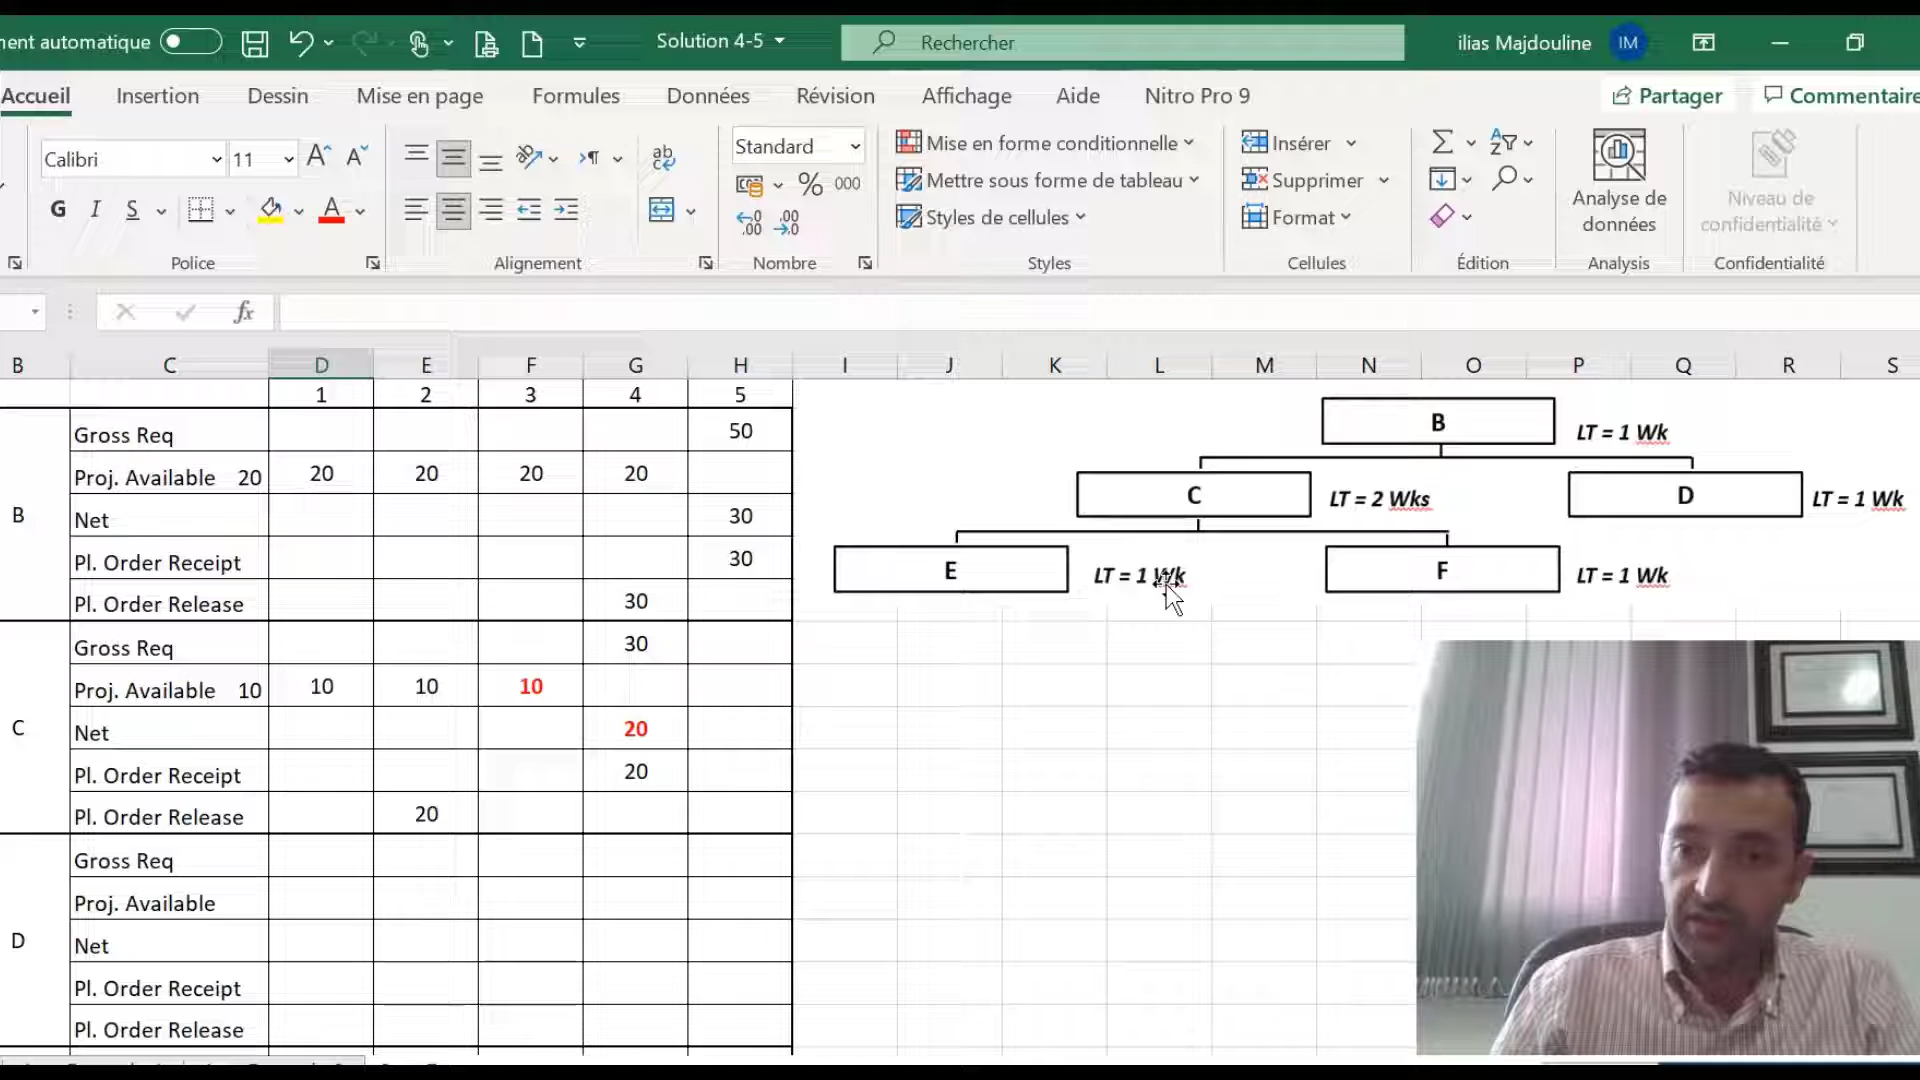 ment automatique
Solution 4-5
Rechercher
ilias Majdouline
IM
Accueil
Insertion
Dessin
Mise en page
Formules
Données
Révision
Affichage
Aide
Nitro Pro 9
Partager
Commentaire
Calibri
11
Standard
G I S
% 000
Mise en forme conditionnelle
Mettre sous forme de tableau
Styles de cellules
Insérer
Supprimer
Format
Analyse de
données
Niveau de
confidentialité
Police
Alignement
Nombre
Styles
Cellules
Édition
Analysis
Confidentialité
fx
B C D E F G H I J K L M N O P Q R S
1 2 3 4 5
B
Gross Req 50
Proj. Available 20 20 20 20 20
Net 30
Pl. Order Receipt 30
Pl. Order Release 30
C
Gross Req 30
Proj. Available 10 10 10 10
Net 20
Pl. Order Receipt 20
Pl. Order Release 20
D
Gross Req
Proj. Available
Net
Pl. Order Receipt
Pl. Order Release
B LT = 1 Wk
C LT = 2 Wks
D LT = 1 Wk
E LT = 1 Wk
F LT = 1 Wk